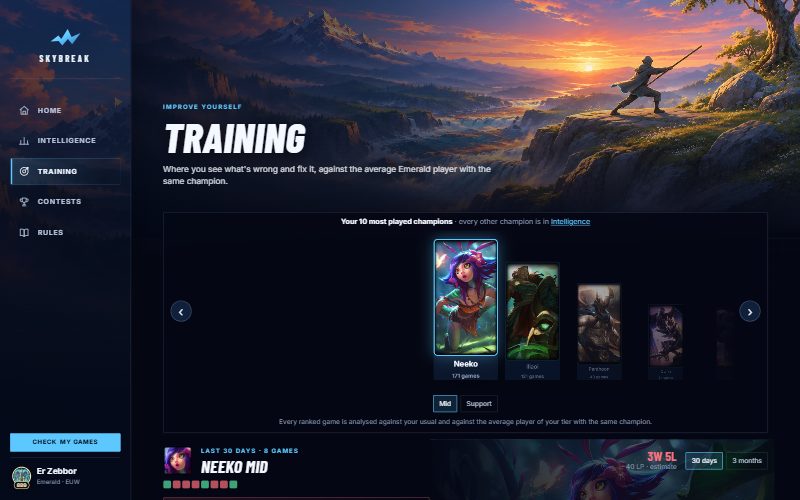 SKYBREAK
HOME
INTELLIGENCE
TRAINING
CONTESTS
RULES
CHECK MY GAMES
Er Zebbor
Emerald · EUW
IMPROVE YOURSELF
TRAINING
Where you see what's wrong and fix it, against the average Emerald player with the
same champion.
Your 10 most played champions · every other champion is in Intelligence
Neeko
171 games
Illaoi
Pantheon
Mid
Support
Every ranked game is analysed against your usual and against the average player of your tier with the same champion.
LAST 30 DAYS · 8 GAMES
NEEKO MID
3W 5L
40 LP · estimate
30 days
3 months